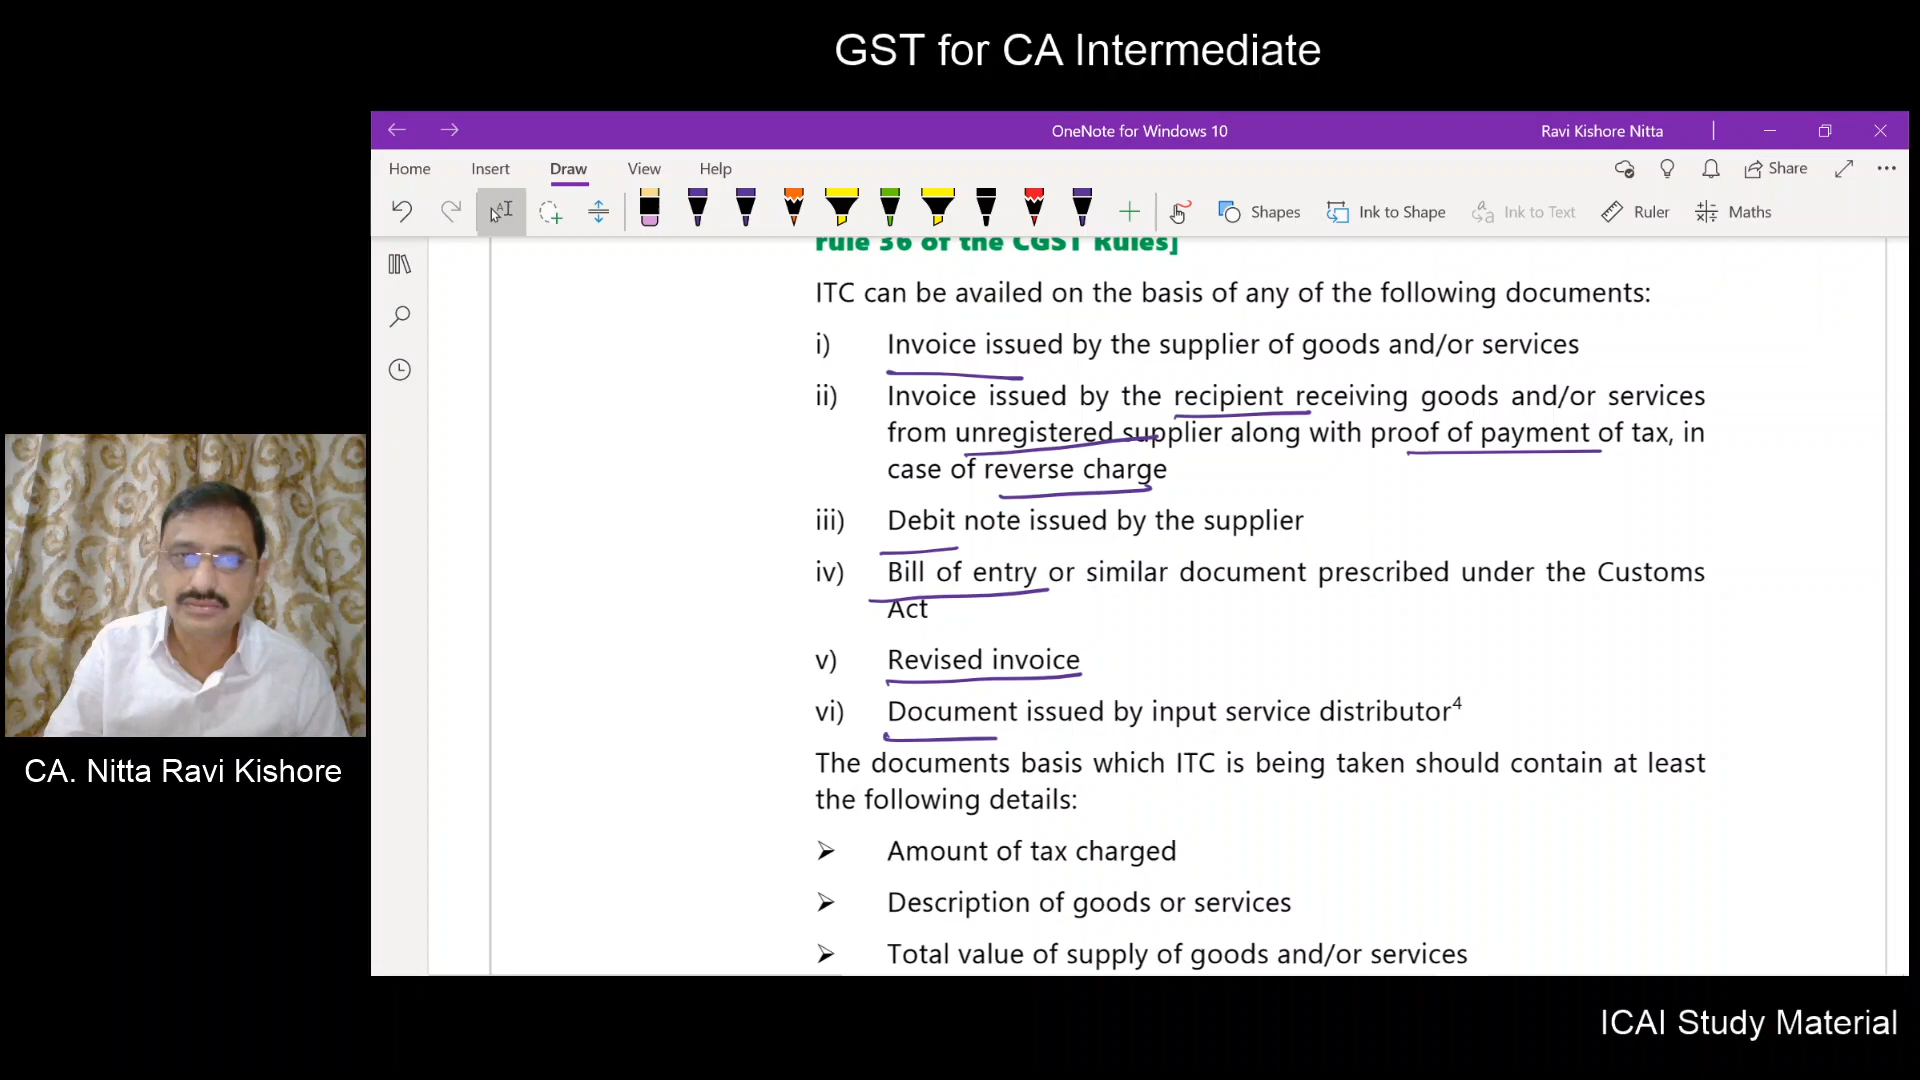 GST for CA Intermediate
OneNote for Windows 10
Ravi Kishore Nitta
Home Insert Draw View Help
Share
Shapes Ink to Shape Ink to Text Ruler Maths
rule 36 of the CGST Rules]
ITC can be availed on the basis of any of the following documents:
i) Invoice issued by the supplier of goods and/or services
ii) Invoice issued by the recipient receiving goods and/or services
from unregistered supplier along with proof of payment of tax, in
case of reverse charge
iii) Debit note issued by the supplier
iv) Bill of entry or similar document prescribed under the Customs
Act
v) Revised invoice
vi) Document issued by input service distributor⁴
The documents basis which ITC is being taken should contain at least
the following details:
➢ Amount of tax charged
➢ Description of goods or services
➢ Total value of supply of goods and/or services
CA. Nitta Ravi Kishore
ICAI Study Material